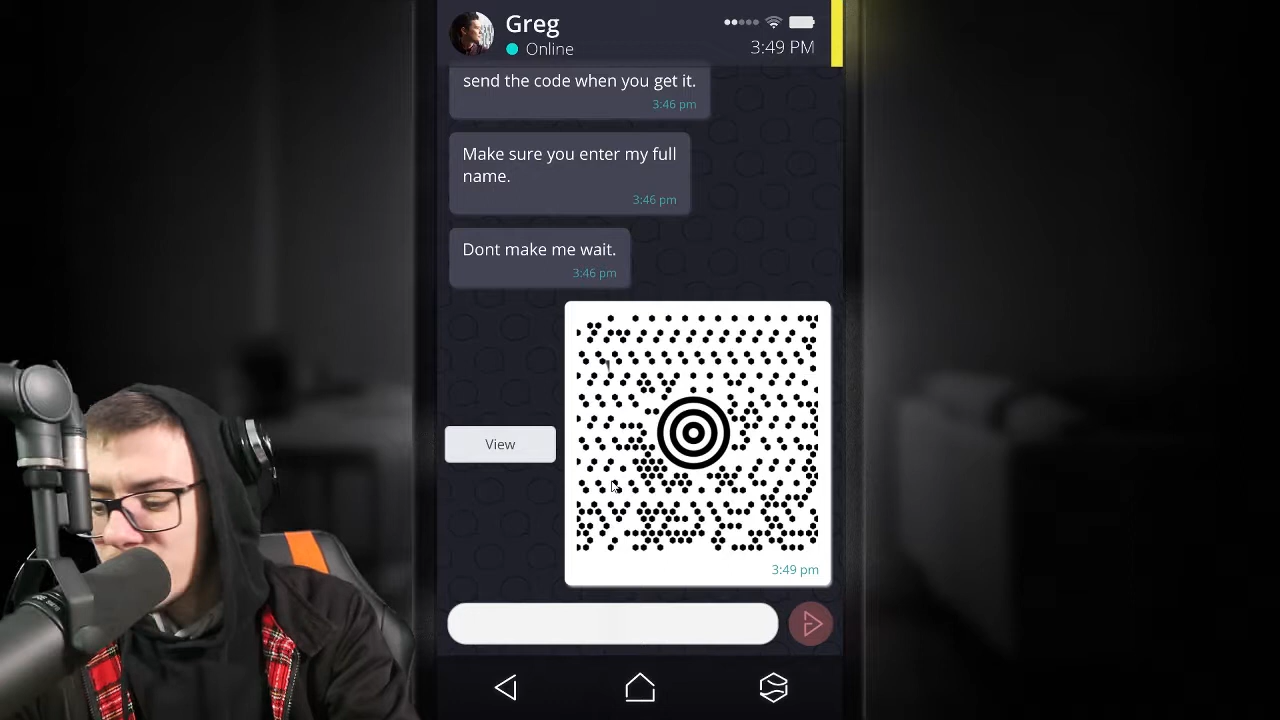 Greg
Online
3:49 PM
send the code when you get it.
3:46 pm
Make sure you enter my full
name.
3:46 pm
Dont make me wait.
3:46 pm
View
3:49 pm